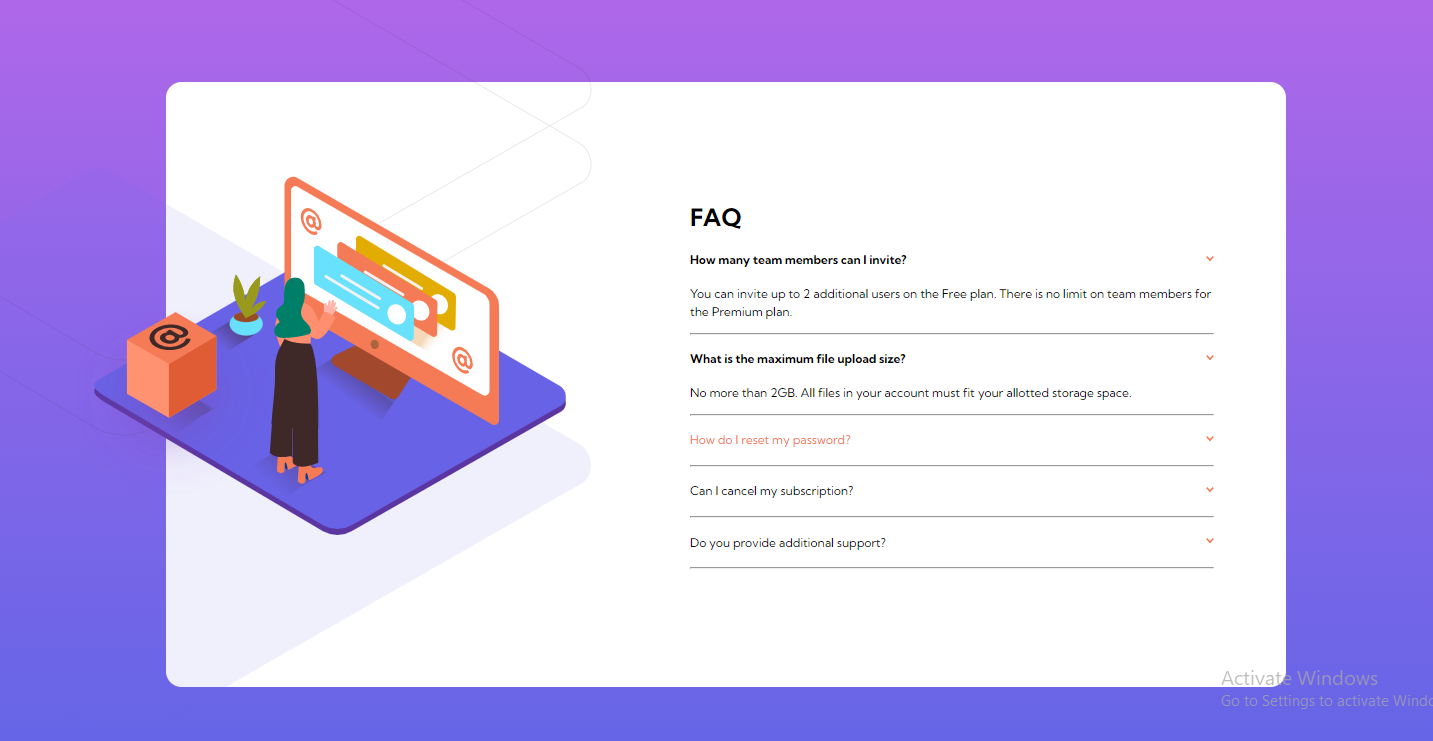 FAQ
How many team members can I invite?
You can invite up to 2 additional users on the Free plan. There is no limit on team members for
the Premium plan.
What is the maximum file upload size?
No more than 2GB. All files in your account must fit your allotted storage space.
How do I reset my password?
Can I cancel my subscription?
Do you provide additional support?
@
@
@
Activate Windows
Go to Settings to activate Windo